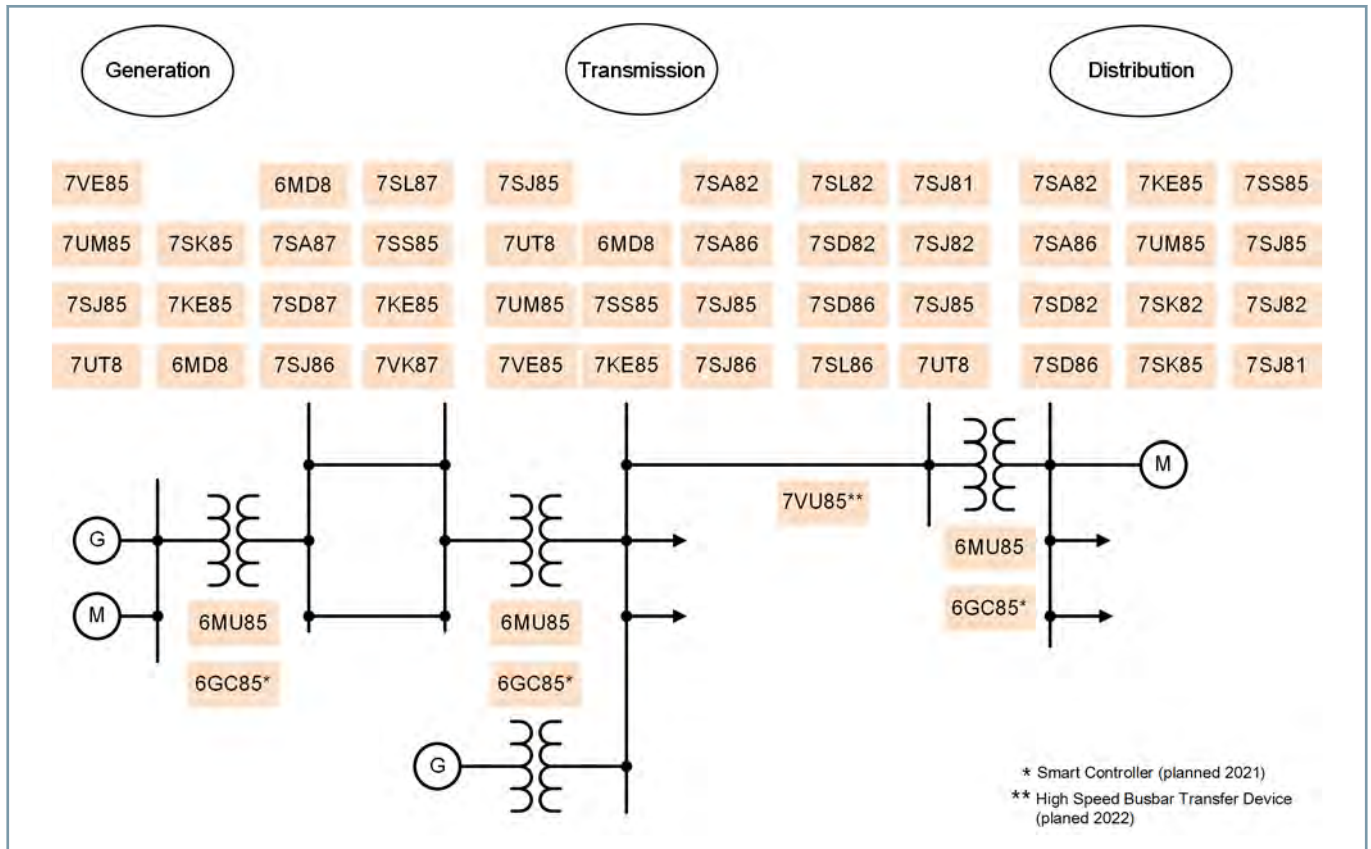 Generation Transmission Distribution
7VE85 6MD8 7SL87 7SJ85 7SA82 7SL82 7SJ81 7SA82 7KE85 7SS85
7UM85 7SK85 7SA87 7SS85 7UT8 6MD8 7SA86 7SD82 7SJ82 7SA86 7UM85 7SJ85
7SJ85 7KE85 7SD87 7KE85 7UM85 7SS85 7SJ85 7SD86 7SJ85 7SD82 7SK82 7SJ82
7UT8 6MD8 7SJ86 7VK87 7VE85 7KE85 7SJ86 7SL86 7UT8 7SD86 7SK85 7SJ81
M
7VU85**
G
6MU85
M
6MU85 6MU85
6GC85*
6GC85* 6GC85*
G
* Smart Controller (planned 2021)
** High Speed Busbar Transfer Device
(planed 2022)